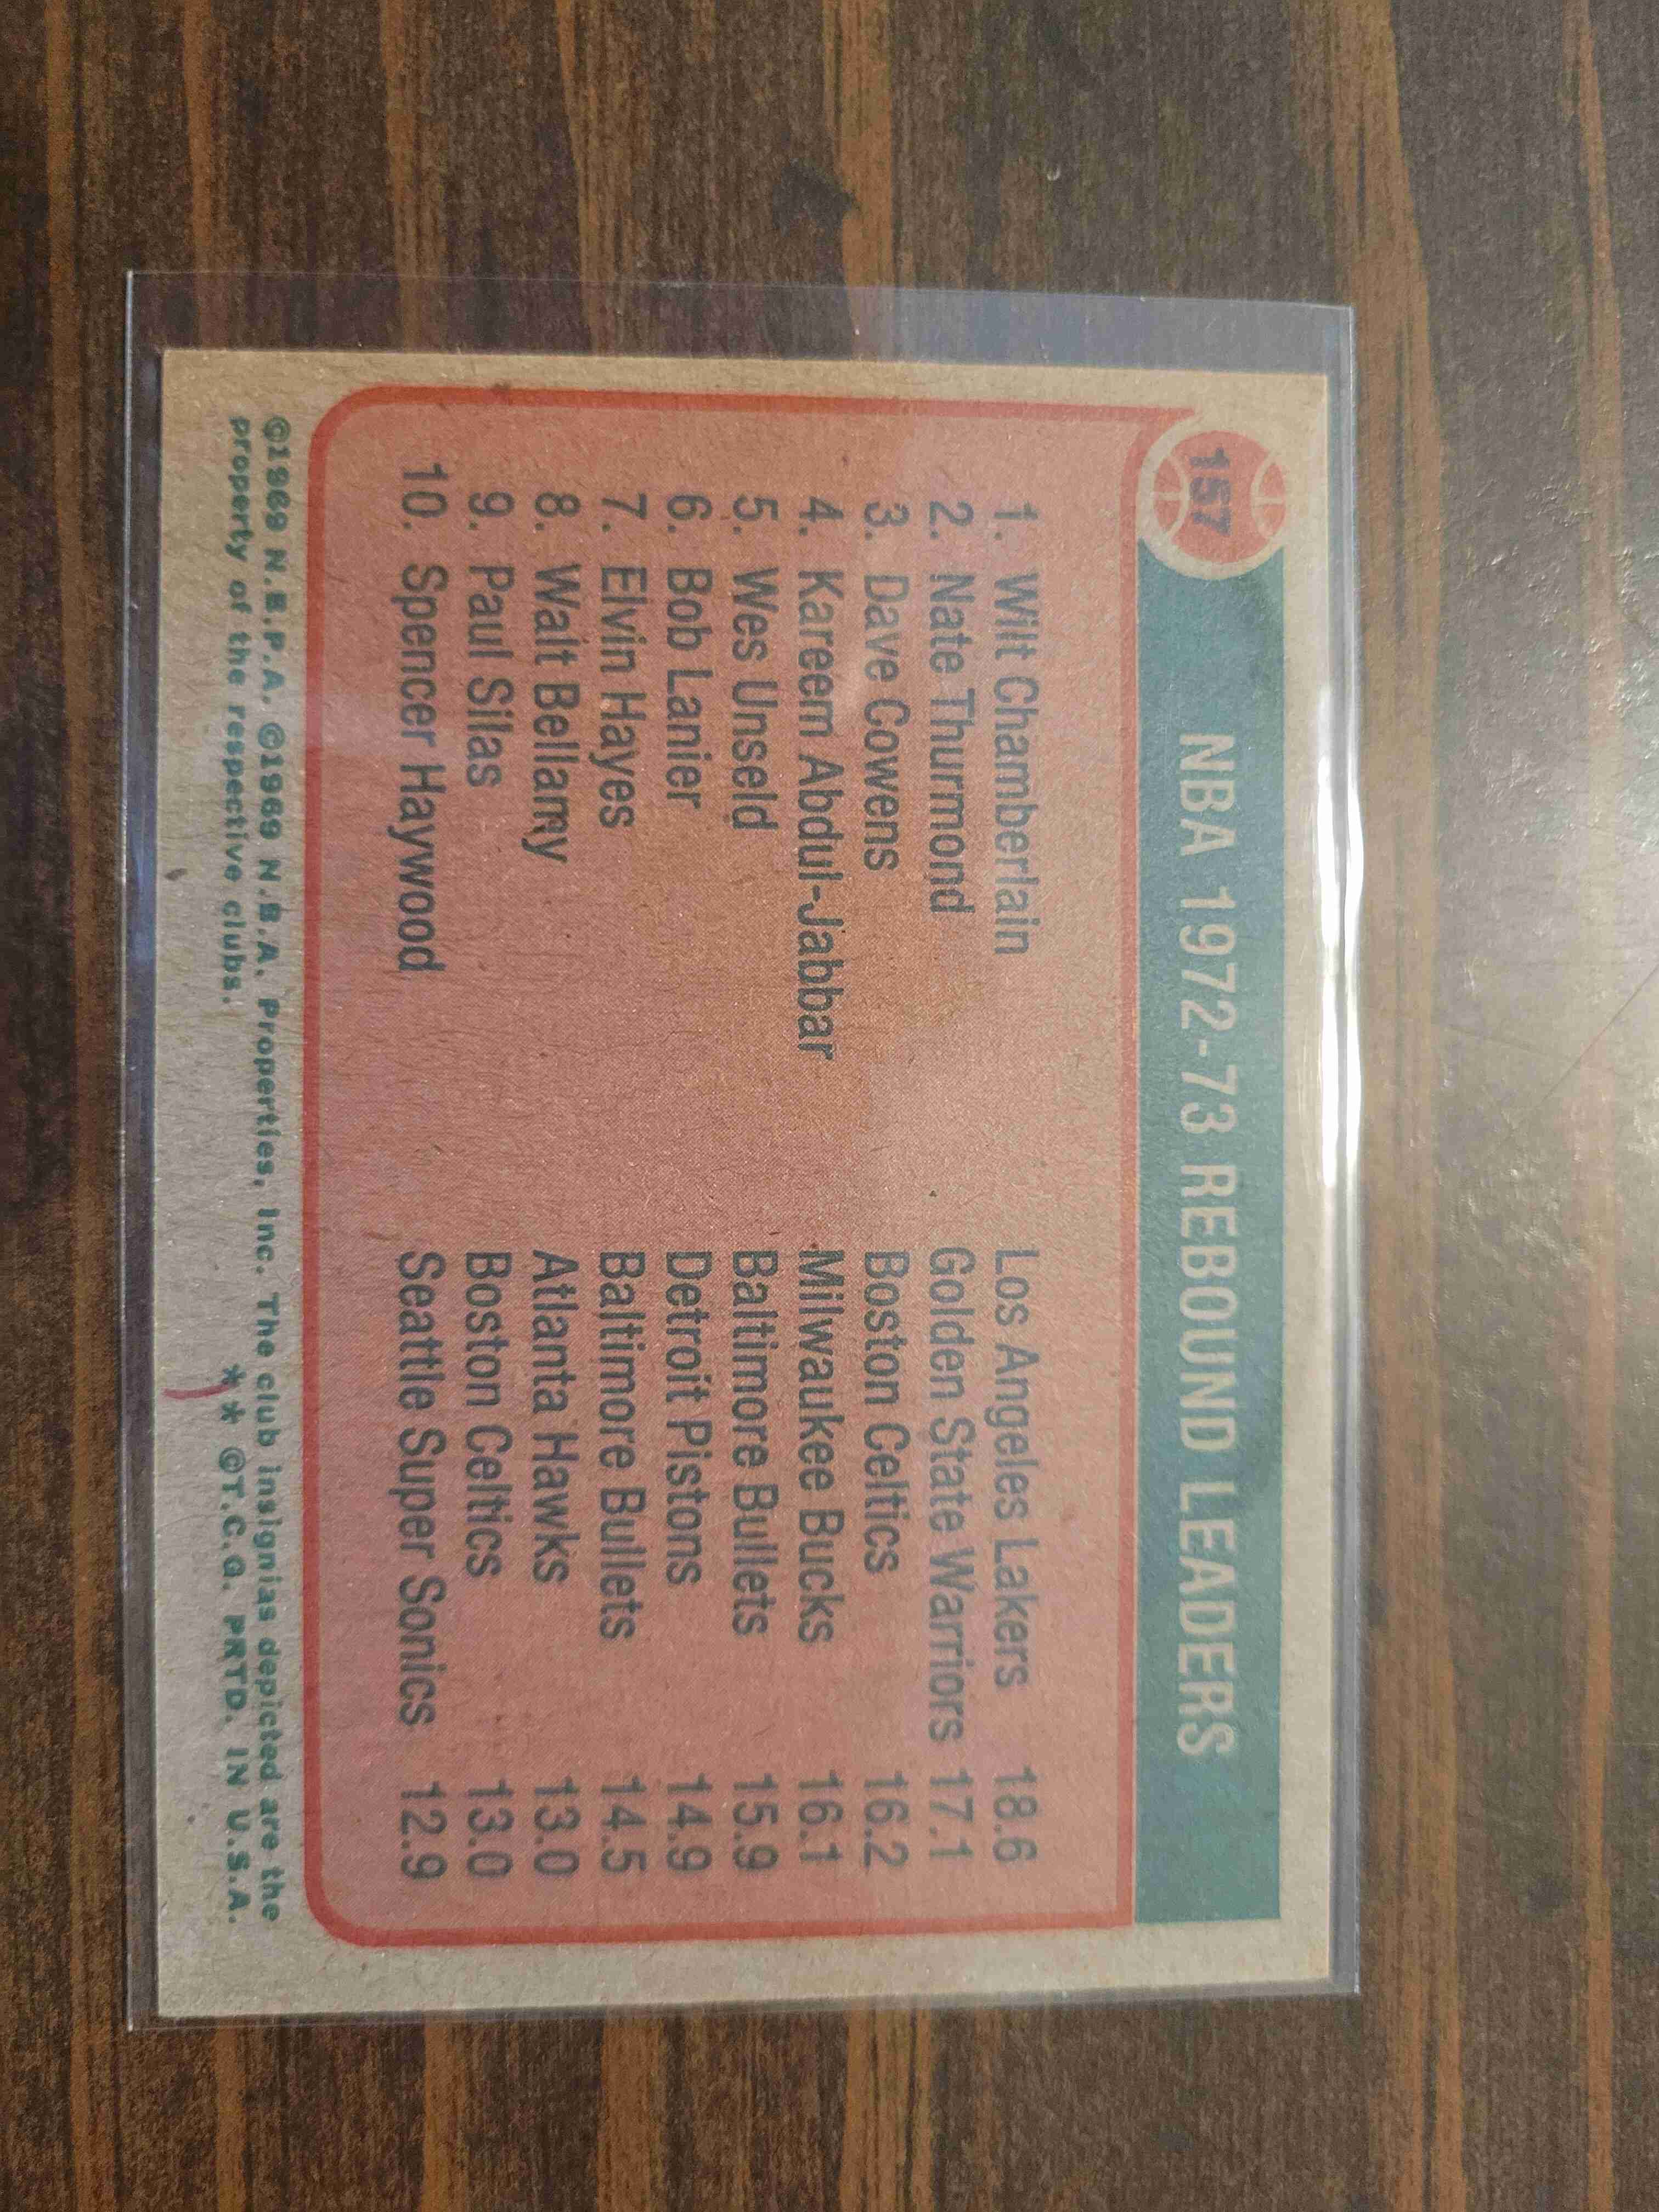 157
NBA 1972-73 REBOUND LEADERS
1. Wilt Chamberlain Los Angeles Lakers 18.6
2. Nate Thurmond Golden State Warriors 17.1
3. Dave Cowens Boston Celtics 16.2
4. Kareem Abdul-Jabbar Milwaukee Bucks 16.1
5. Wes Unseld Baltimore Bullets 15.9
6. Bob Lanier Detroit Pistons 14.9
7. Elvin Hayes Baltimore Bullets 14.5
8. Walt Bellamy Atlanta Hawks 13.0
9. Paul Silas Boston Celtics 13.0
10. Spencer Haywood Seattle Super Sonics 12.9
©1969 N.B.P.A. ©1969 N.B.A. Properties, Inc. The club insignias depicted are the
property of the respective clubs. * * ©T.C.G. PRTD. IN U.S.A.